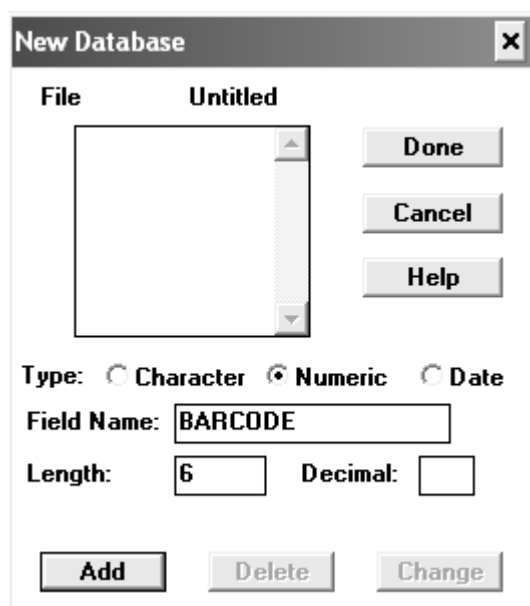 New Database
File Untitled
Done
Cancel
Help
Type: Character Numeric Date
Field Name: BARCODE
Length: 6 Decimal:
Add Delete Change